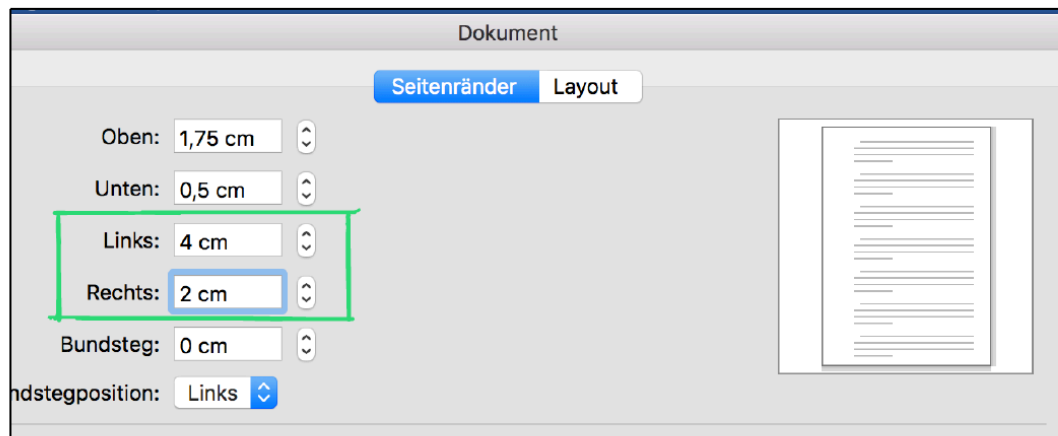 Dokument
Seitenränder Layout
Oben: 1,75 cm
Unten: 0,5 cm
Links: 4 cm
Rechts: 2 cm
Bundsteg: 0 cm
ndstegposition: Links